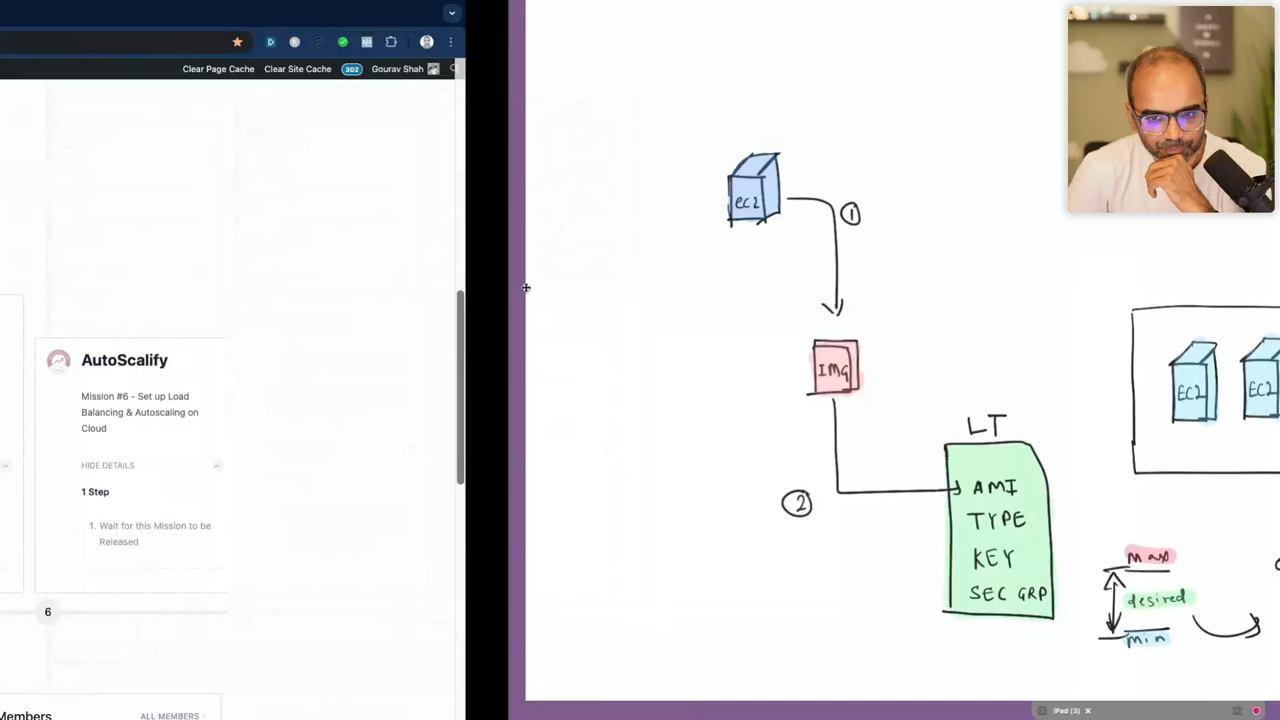 Clear Page Cache Clear Site Cache 302 Gourav Shah
AutoScalify
Mission #6 - Set up Load
Balancing & Autoscaling on
Cloud
HIDE DETAILS
1 Step
1. Wait for this Mission to be
Released
6
Members
ALL MEMBERS
ec2
1
IMG
2
LT
AMI
TYPE
KEY
SEC GRP
EC2
EC2
max
desired
min
iPad (3)